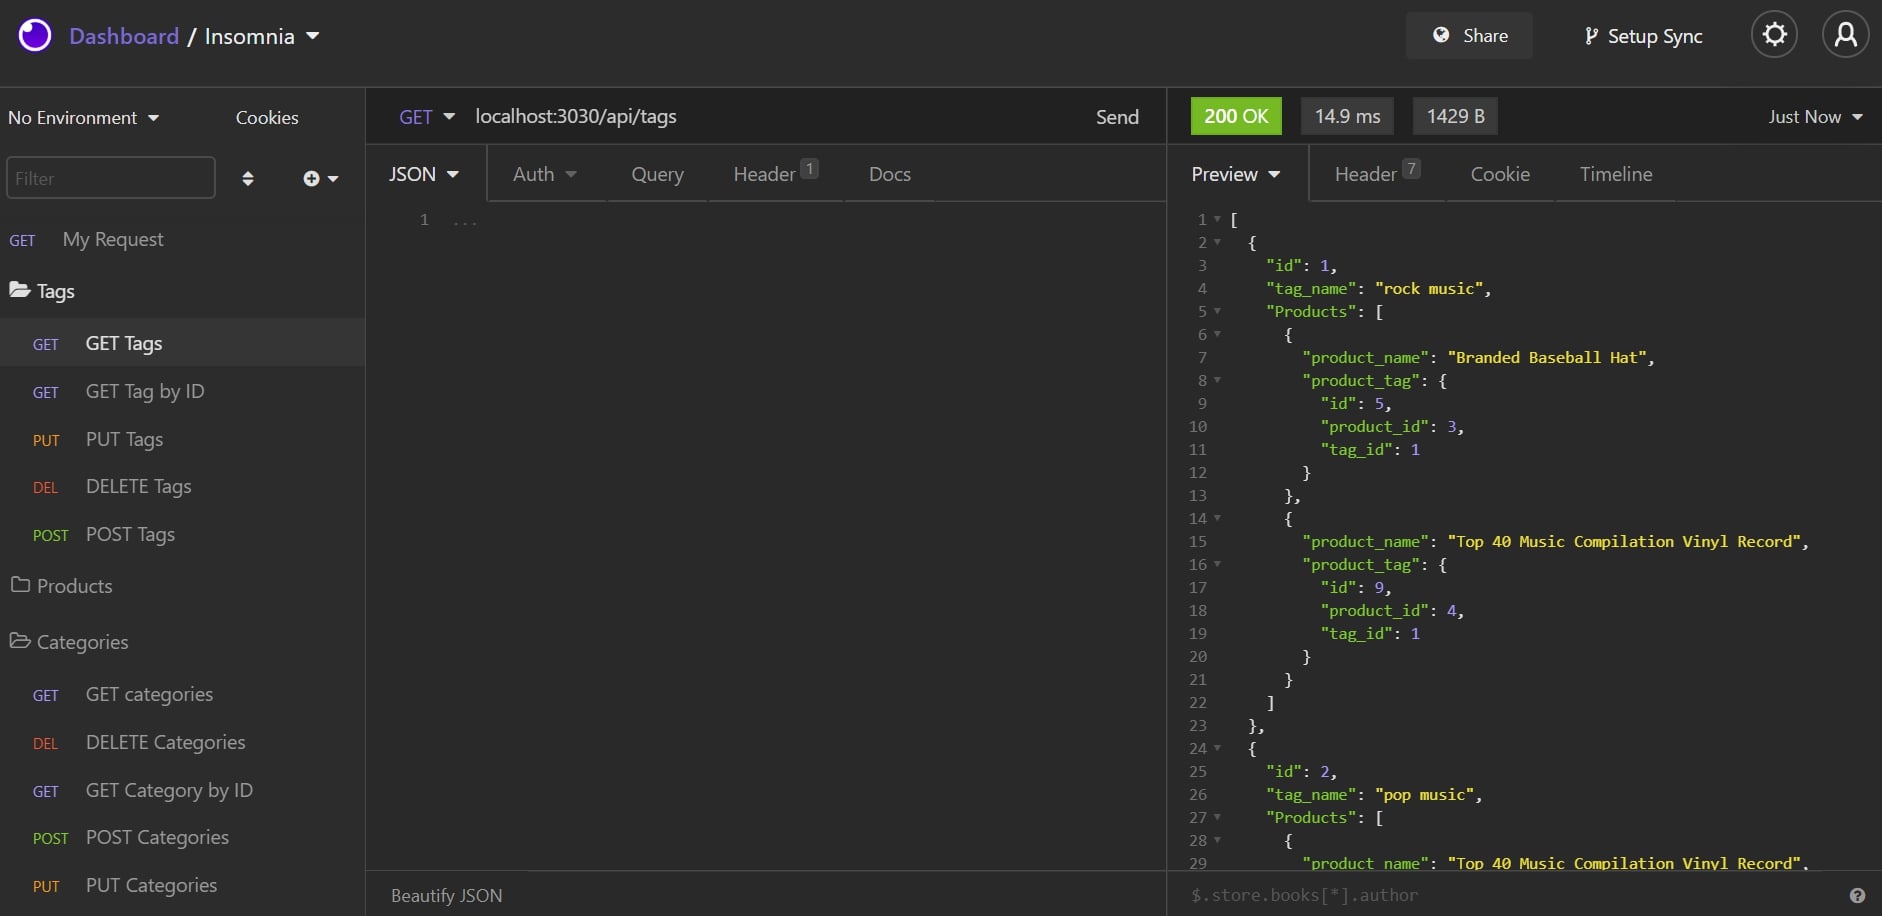 Dashboard / Insomnia
Share
Setup Sync
No Environment
Cookies
GET localhost:3030/api/tags
Send
200 OK
14.9 ms
1429 B
Just Now
Filter
JSON
Auth
Query
Header 1
Docs
Preview
Header 7
Cookie
Timeline
GET My Request
Tags
GET GET Tags
GET GET Tag by ID
PUT PUT Tags
DEL DELETE Tags
POST POST Tags
Products
Categories
GET GET categories
DEL DELETE Categories
GET GET Category by ID
POST POST Categories
PUT PUT Categories
1 ...
Beautify JSON
1 [
2 {
3 "id": 1,
4 "tag_name": "rock music",
5 "Products": [
6 {
7 "product_name": "Branded Baseball Hat",
8 "product_tag": {
9 "id": 5,
10 "product_id": 3,
11 "tag_id": 1
12 }
13 },
14 {
15 "product_name": "Top 40 Music Compilation Vinyl Record",
16 "product_tag": {
17 "id": 9,
18 "product_id": 4,
19 "tag_id": 1
20 }
21 }
22 ]
23 },
24 {
25 "id": 2,
26 "tag_name": "pop music",
27 "Products": [
28 {
29 "product_name": "Top 40 Music Compilation Vinyl Record",
$.store.books[*].author